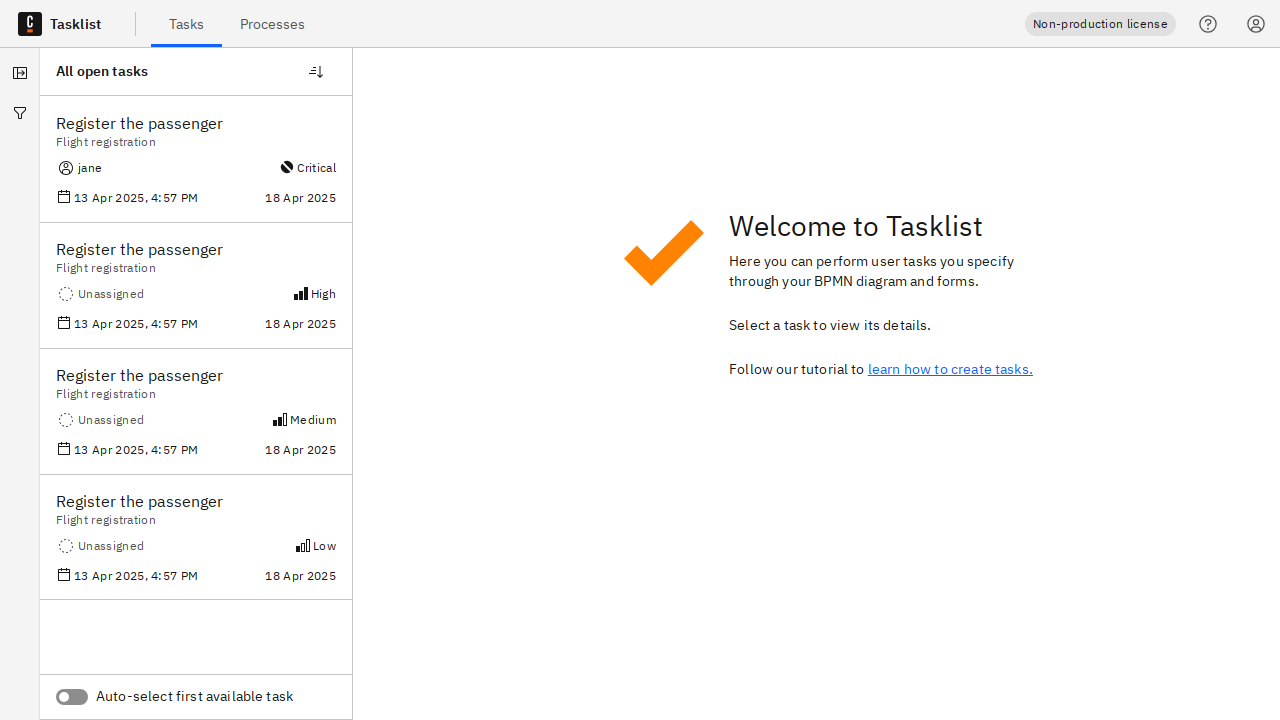 Tasklist
Tasks
Processes
Non-production license
All open tasks
Register the passenger
Flight registration
jane
Critical
13 Apr 2025, 4:57 PM
18 Apr 2025
Register the passenger
Flight registration
Unassigned
High
13 Apr 2025, 4:57 PM
18 Apr 2025
Register the passenger
Flight registration
Unassigned
Medium
13 Apr 2025, 4:57 PM
18 Apr 2025
Register the passenger
Flight registration
Unassigned
Low
13 Apr 2025, 4:57 PM
18 Apr 2025
Auto-select first available task
Welcome to Tasklist
Here you can perform user tasks you specify
through your BPMN diagram and forms.
Select a task to view its details.
Follow our tutorial to learn how to create tasks.